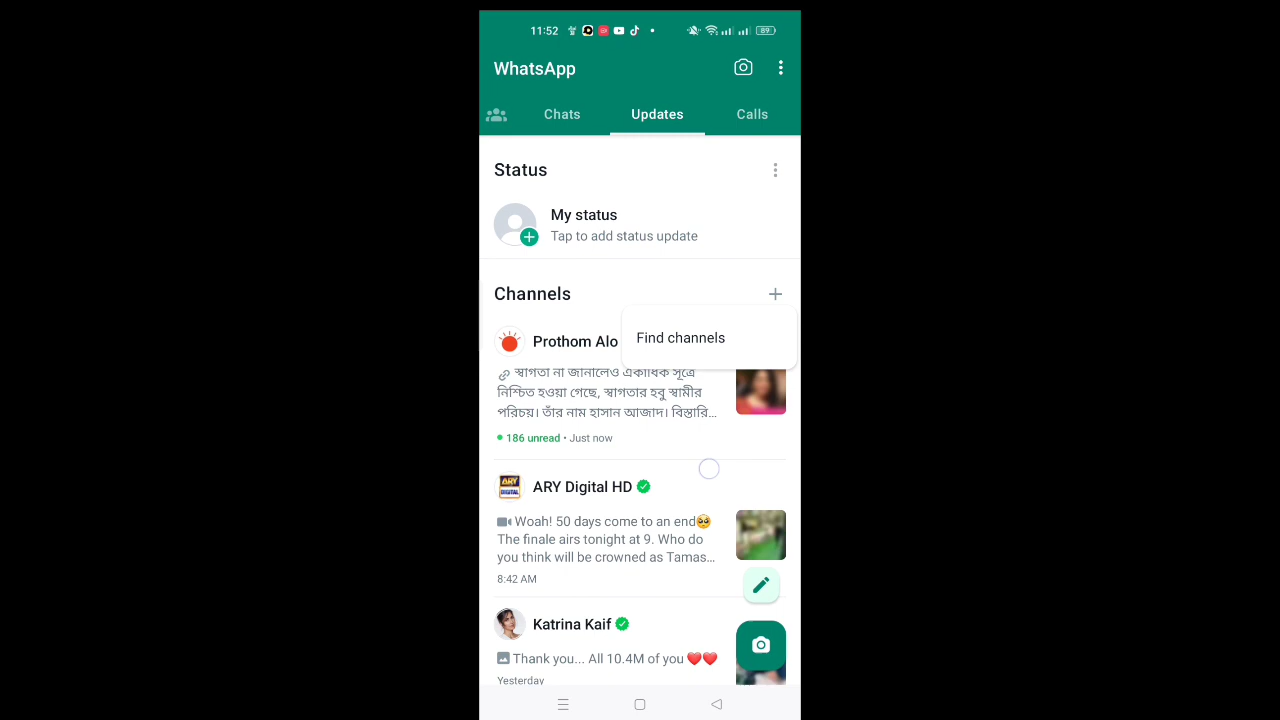 11:52
89
WhatsApp
Chats
Updates
Calls
Status
My status
Tap to add status update
Channels
Find channels
Prothom Alo
স্বাগতা না জানালেও একাধিক সূত্রে
নিশ্চিত হওয়া গেছে, স্বাগতার হবু স্বামীর
পরিচয়। তাঁর নাম হাসান আজাদ। বিস্তারি...
186 unread • Just now
ARY Digital HD
Woah! 50 days come to an end🥺
The finale airs tonight at 9. Who do
you think will be crowned as Tamas...
8:42 AM
Katrina Kaif
Thank you... All 10.4M of you ❤️❤️
Yesterday